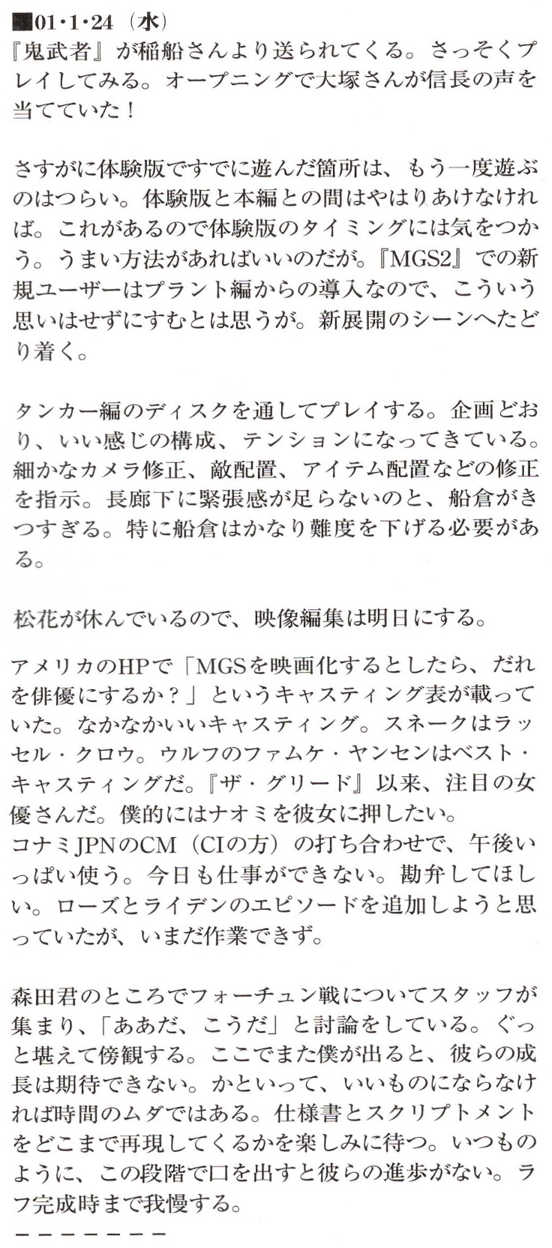 ■01・1・24（水）
『鬼武者』が稲船さんより送られてくる。さっそくプ
レイしてみる。オープニングで大塚さんが信長の声を
当てていた！
さすがに体験版ですでに遊んだ箇所は、もう一度遊ぶ
のはつらい。体験版と本編との間はやはりあけなけれ
ば。これがあるので体験版のタイミングには気をつか
う。うまい方法があればいいのだが。『MGS2』での新
規ユーザーはプラント編からの導入なので、こういう
思いはせずにすむとは思うが。新展開のシーンへたど
り着く。
タンカー編のディスクを通してプレイする。企画どお
り、いい感じの構成、テンションになってきている。
細かなカメラ修正、敵配置、アイテム配置などの修正
を指示。長廊下に緊張感が足らないのと、船倉がき
つすぎる。特に船倉はかなり難度を下げる必要があ
る。
松花が休んでいるので、映像編集は明日にする。
アメリカのHPで「MGSを映画化するとしたら、だれ
を俳優にするか？」というキャスティング表が載って
いた。なかなかいいキャスティング。スネークはラッ
セル・クロウ。ウルフのファムケ・ヤンセンはベスト・
キャスティングだ。『ザ・グリード』以来、注目の女
優さんだ。僕的にはナオミを彼女に押したい。
コナミJPNのCM（CIの方）の打ち合わせで、午後い
っぱい使う。今日も仕事ができない。勘弁してほし
い。ローズとライデンのエピソードを追加しようと思
っていたが、いまだ作業できず。
森田君のところでフォーチュン戦についてスタッフが
集まり、「ああだ、こうだ」と討論をしている。ぐっ
と堪えて傍観する。ここでまた僕が出ると、彼らの成
長は期待できない。かといって、いいものにならなけ
れば時間のムダではある。仕様書とスクリプトメント
をどこまで再現してくるかを楽しみに待つ。いつもの
ように、この段階で口を出すと彼らの進歩がない。ラ
フ完成時まで我慢する。
－－－－－－－